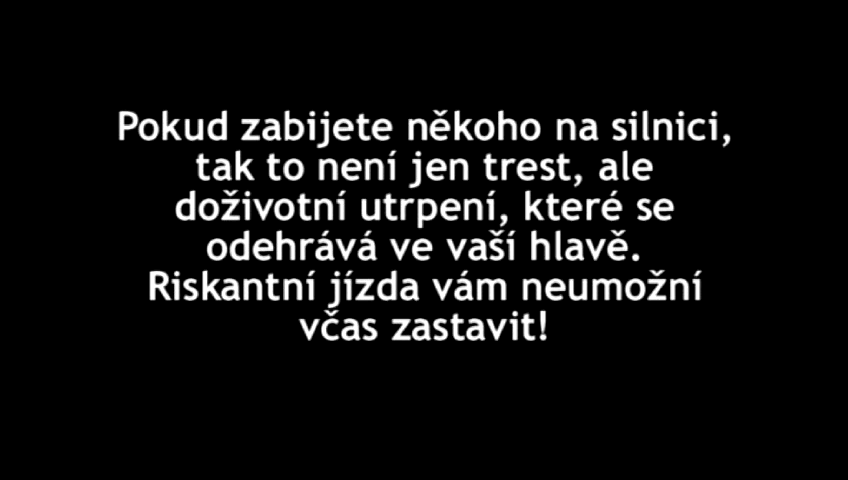 Pokud zabijete někoho na silnici,
tak to není jen trest, ale
doživotní utrpení, které se
odehrává ve vaší hlavě.
Riskantní jízda vám neumožní
včas zastavit!